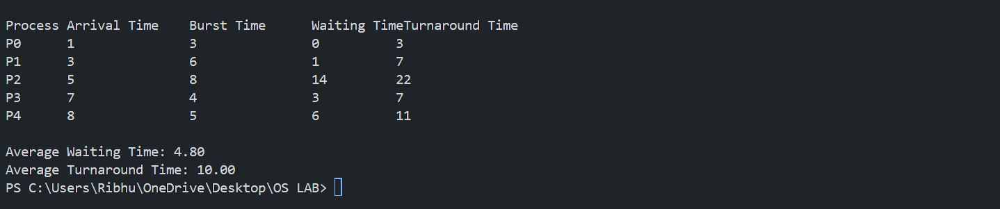 Process Arrival Time    Burst Time      Waiting TimeTurnaround Time
P0      1               3               0          3
P1      3               6               1          7
P2      5               8               14         22
P3      7               4               3          7
P4      8               5               6          11
Average Waiting Time: 4.80
Average Turnaround Time: 10.00
PS C:\Users\Ribhu\OneDrive\Desktop\OS LAB>